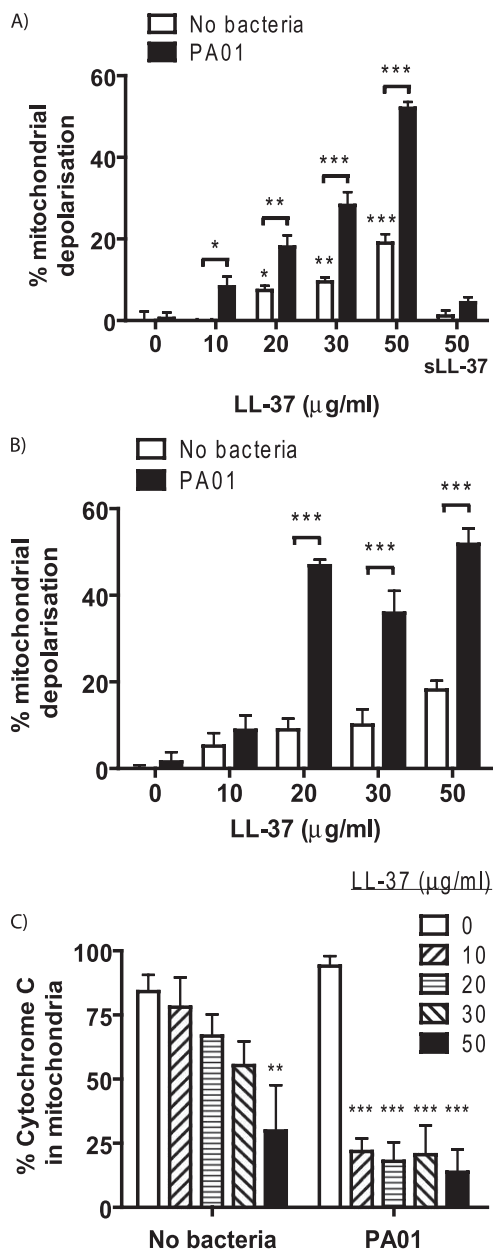 A)
No bacteria
PA01
60
40
20
0
% mitochondrial
depolarisation
*
**
***
***
*
**
***
0 10 20 30 50 50
sLL-37
LL-37 (μg/ml)
B)
No bacteria
PA01
60
40
20
0
% mitochondrial
depolarisation
***
***
***
0 10 20 30 50
LL-37 (μg/ml)
LL-37 (μg/ml)
C)
0
10
20
30
50
100
75
50
25
0
% Cytochrome C
in mitochondria
**
*** *** *** ***
No bacteria PA01